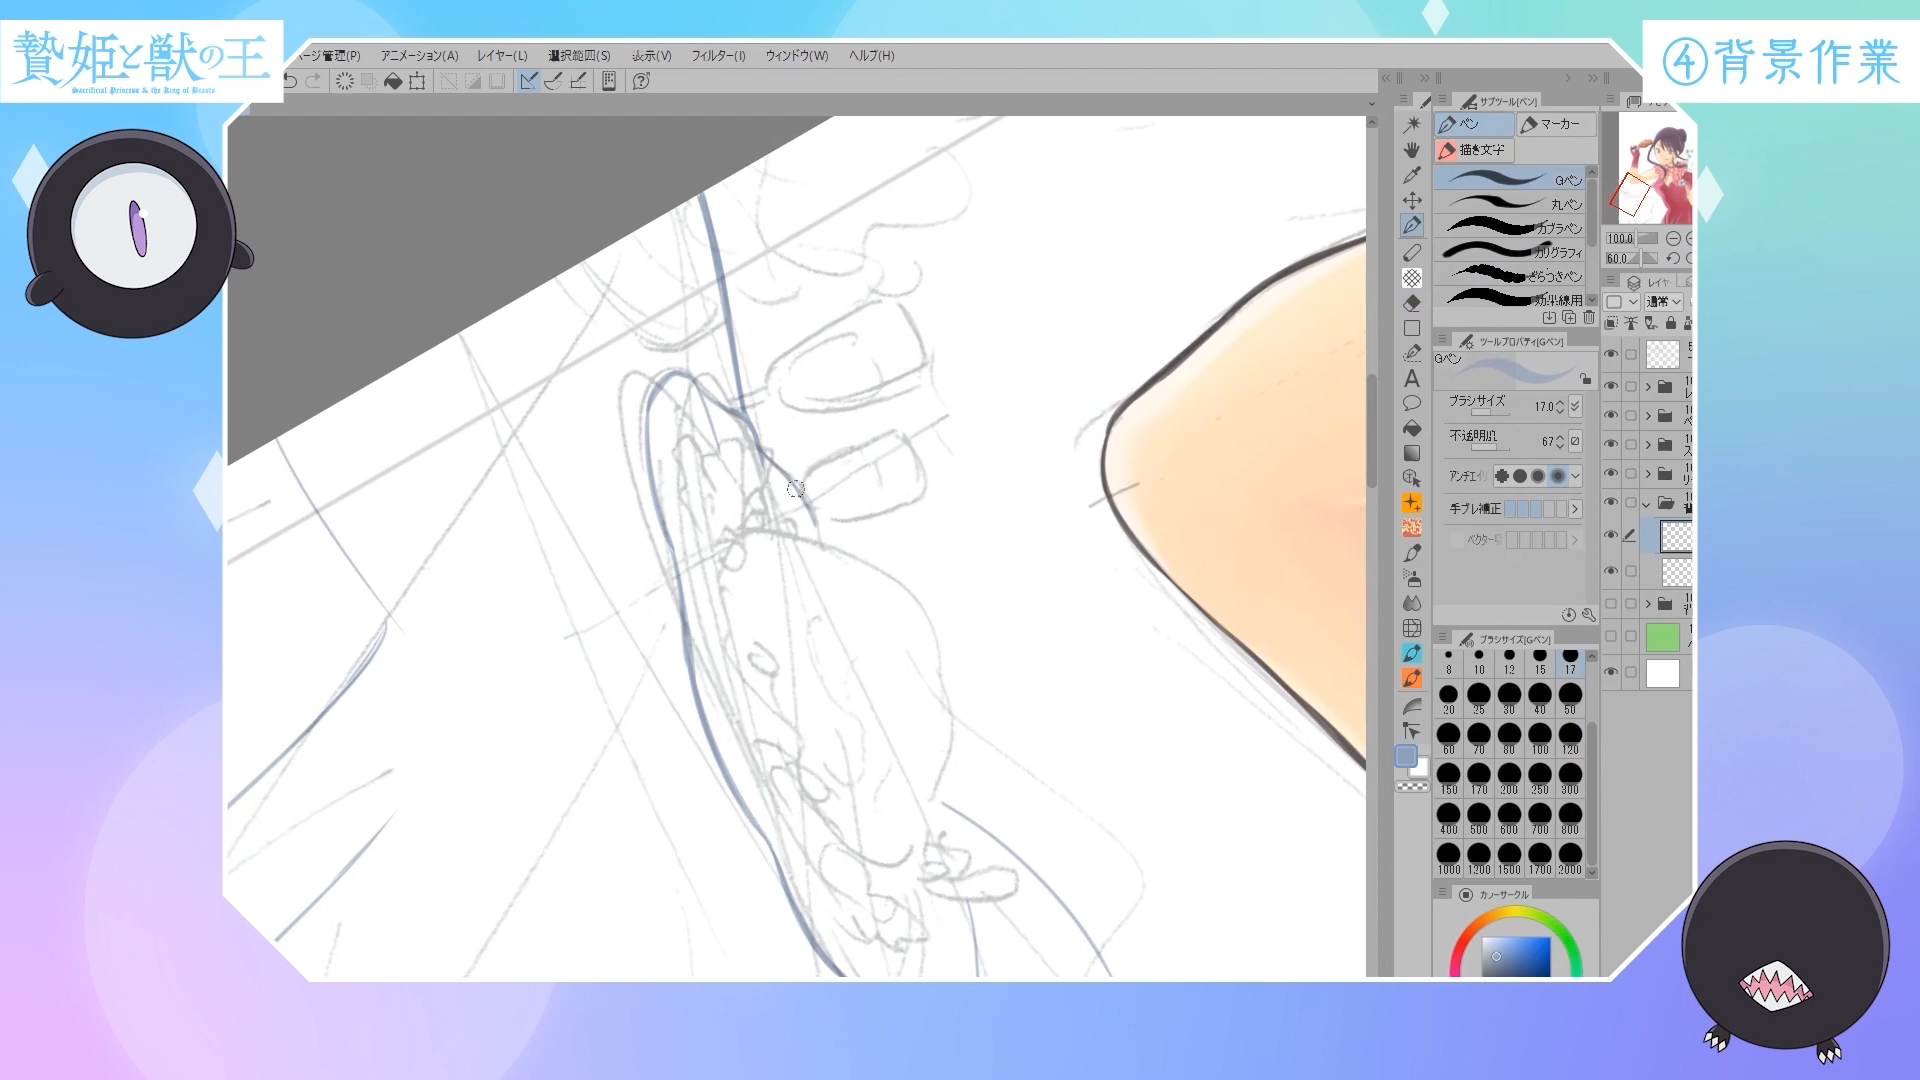 贄姫と獣の王
Sacrificial Princess & the King of Beasts
④背景作業
ページ管理(P) アニメーション(A) レイヤー(L) 選択範囲(S) 表示(V) フィルター(I) ウィンドウ(W) ヘルプ(H)
サブツール[ペン]
ペン マーカー
描き文字
Gペン
丸ペン
カブラペン
カリグラフィ
ざらつきペン
効果線用
ツールプロパティ[Gペン]
Gペン
ブラシサイズ 17.0
不透明度 67
アンチエイ
手ブレ補正
ベクター
ブラシサイズ[Gペン]
8 10 12 15 17
20 25 30 40 50
60 70 80 100 120
150 170 200 250 300
400 500 600 700 800
1000 1200 1500 1700 2000
カラーサークル
100.0
60.0
レイヤ
通常